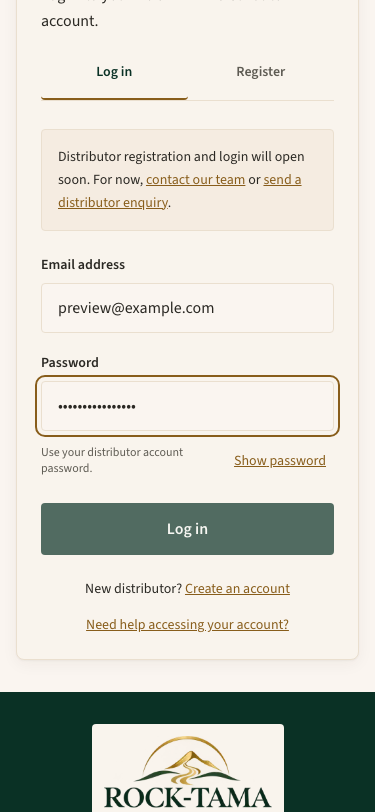 account.
Log in
Register
Distributor registration and login will open
soon. For now, contact our team or send a
distributor enquiry.
Email address
preview@example.com
Password
••••••••••••••••
Use your distributor account
password.
Show password
Log in
New distributor? Create an account
Need help accessing your account?
ROCK-TAMA